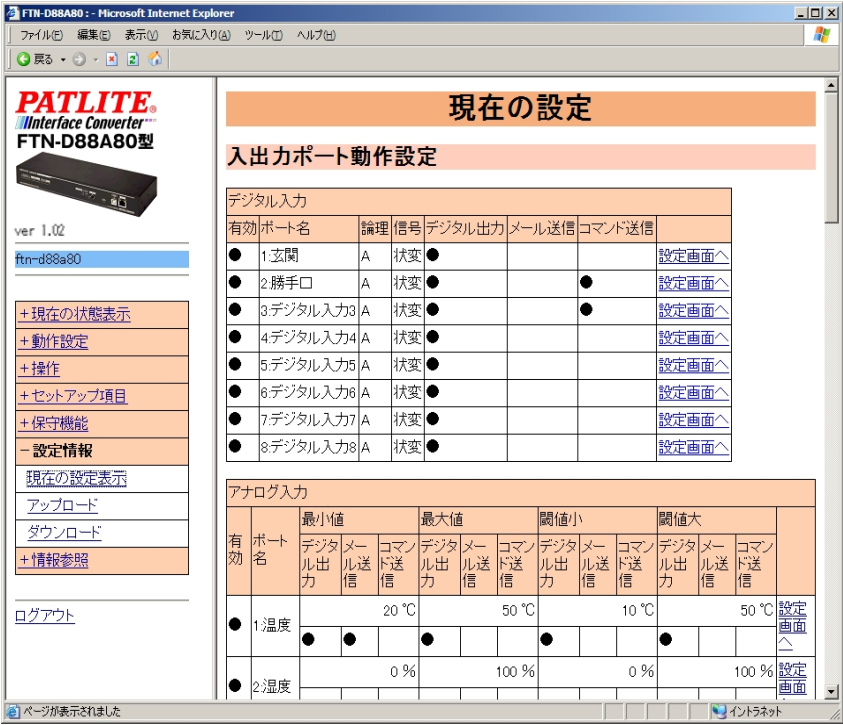 FTN-D88A80 : - Microsoft Internet Explorer
ファイル(F) 編集(E) 表示(V) お気に入り(A) ツール(T) ヘルプ(H)
戻る
PATLITE®
Interface Converter
FTN-D88A80型
ver 1.02
ftn-d88a80
+現在の状態表示
+動作設定
+操作
+セットアップ項目
+保守機能
-設定情報
現在の設定表示
アップロード
ダウンロード
+情報参照
ログアウト
現在の設定
入出力ポート動作設定
デジタル入力
有効 ポート名 論理 信号 デジタル出力 メール送信 コマンド送信
● 1:玄関 A 状変 ● 設定画面へ
● 2:勝手口 A 状変 ● ● 設定画面へ
● 3:デジタル入力3 A 状変 ● ● 設定画面へ
● 4:デジタル入力4 A 状変 ● 設定画面へ
● 5:デジタル入力5 A 状変 ● 設定画面へ
● 6:デジタル入力6 A 状変 ● 設定画面へ
● 7:デジタル入力7 A 状変 ● 設定画面へ
● 8:デジタル入力8 A 状変 ● 設定画面へ
アナログ入力
有効 ポート名 最小値 最大値 閾値小 閾値大
デジタル出力 メール送信 コマンド送信 デジタル出力 メール送信 コマンド送信 デジタル出力 メール送信 コマンド送信 デジタル出力 メール送信 コマンド送信
● 1:温度 20 ℃ 50 ℃ 10 ℃ 50 ℃ 設定画面へ
● ● ● ● ●
● 2:湿度 0 % 100 % 0 % 100 % 設定画面
ページが表示されました
イントラネット